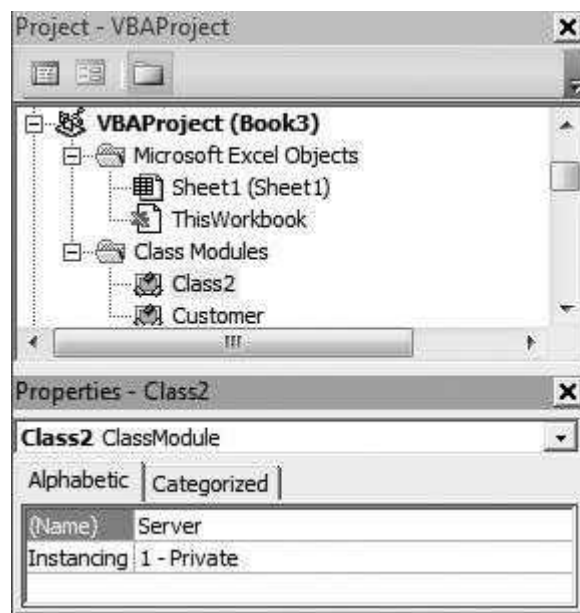 Project - VBAProject
VBAProject (Book3)
Microsoft Excel Objects
Sheet1 (Sheet1)
ThisWorkbook
Class Modules
Class2
Customer
Properties - Class2
Class2 ClassModule
Alphabetic Categorized
(Name) Server
Instancing 1 - Private